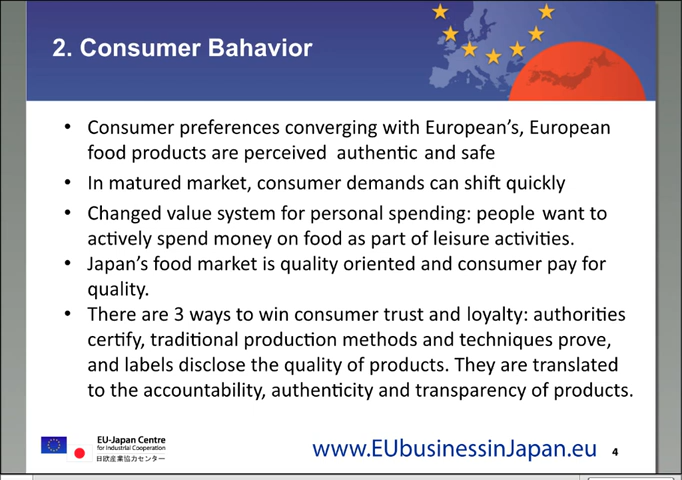 2. Consumer Bahavior
• Consumer preferences converging with European's, European
food products are perceived authentic and safe
• In matured market, consumer demands can shift quickly
• Changed value system for personal spending: people want to
actively spend money on food as part of leisure activities.
• Japan's food market is quality oriented and consumer pay for
quality.
• There are 3 ways to win consumer trust and loyalty: authorities
certify, traditional production methods and techniques prove,
and labels disclose the quality of products. They are translated
to the accountability, authenticity and transparency of products.
EU-Japan Centre
for Industrial Cooperation
日欧産業協力センター
www.EUbusinessinJapan.eu 4